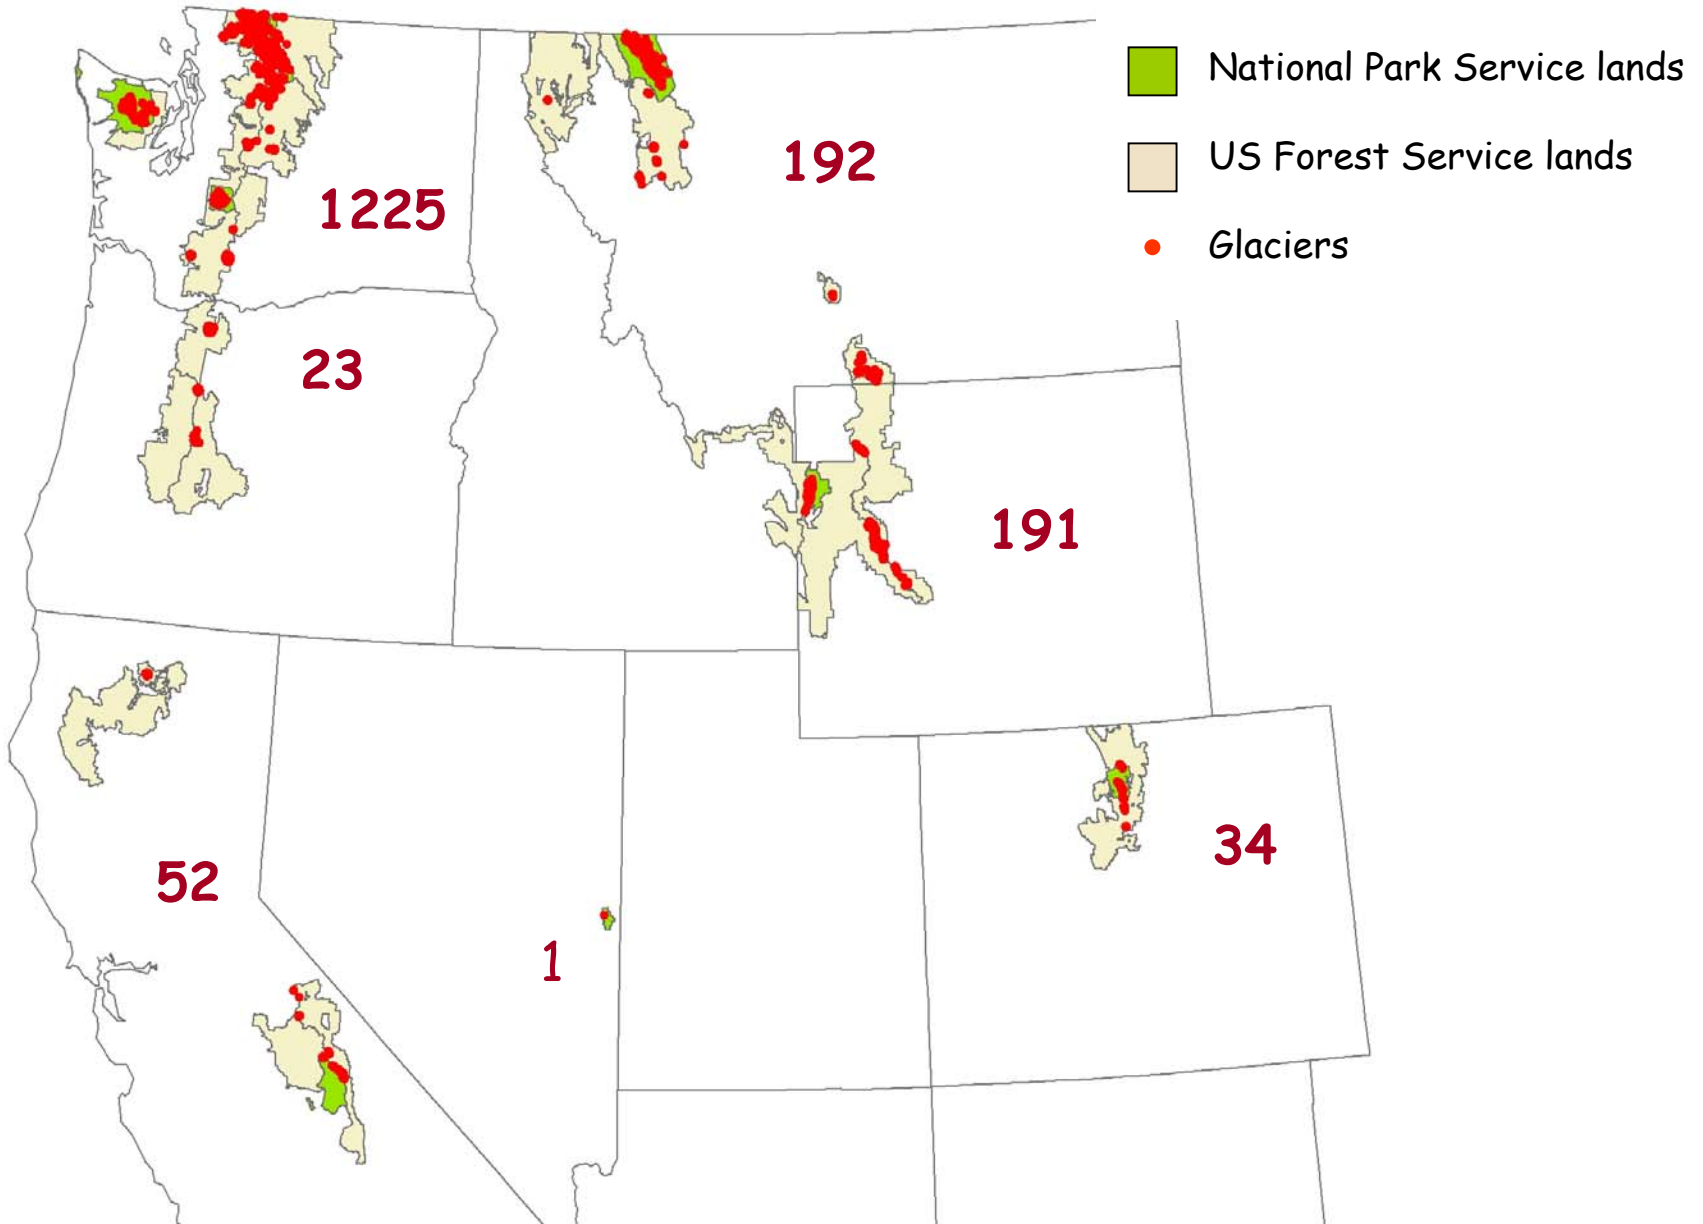 National Park Service lands
US Forest Service lands
Glaciers
192
1225
23
191
34
52
1